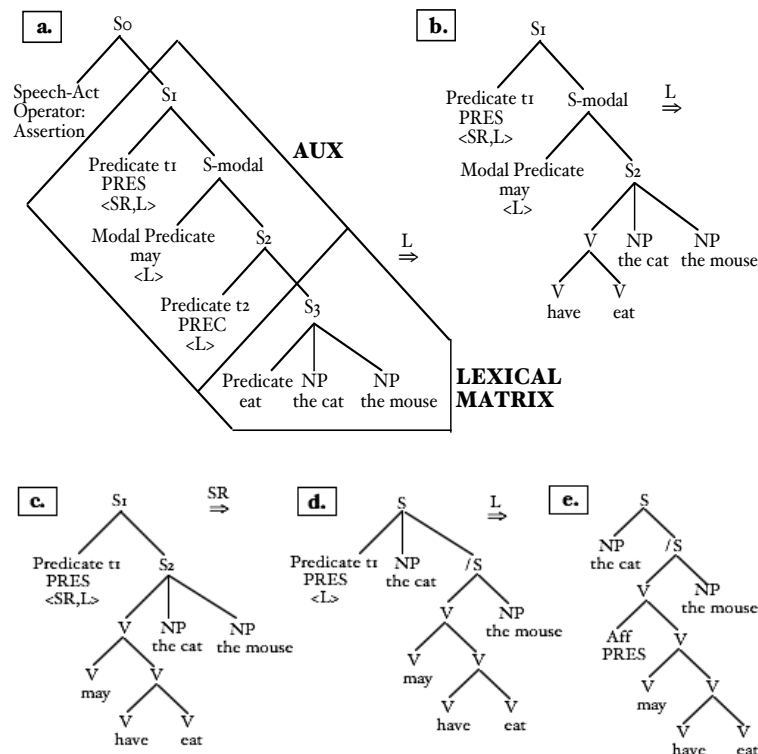 a.
S0
Speech-Act
Operator:
Assertion
S1
Predicate t1
PRES
<SR,L>
S-modal
AUX
Modal Predicate
may
<L>
S2
Predicate t2
PREC
<L>
S3
L
⇒
Predicate
eat
NP
the cat
NP
the mouse
LEXICAL
MATRIX
b.
S1
Predicate t1
PRES
<SR,L>
S-modal
L
⇒
Modal Predicate
may
<L>
S2
V
NP
the cat
NP
the mouse
V
have
V
eat
c.
S1
SR
⇒
Predicate t1
PRES
<SR,L>
S2
V
NP
the cat
NP
the mouse
V
may
V
V
have
V
eat
d.
S
L
⇒
Predicate t1
PRES
<L>
NP
the cat
/S
V
NP
the mouse
V
may
V
V
have
V
eat
e.
S
NP
the cat
/S
V
NP
the mouse
Aff
PRES
V
V
may
V
V
have
V
eat